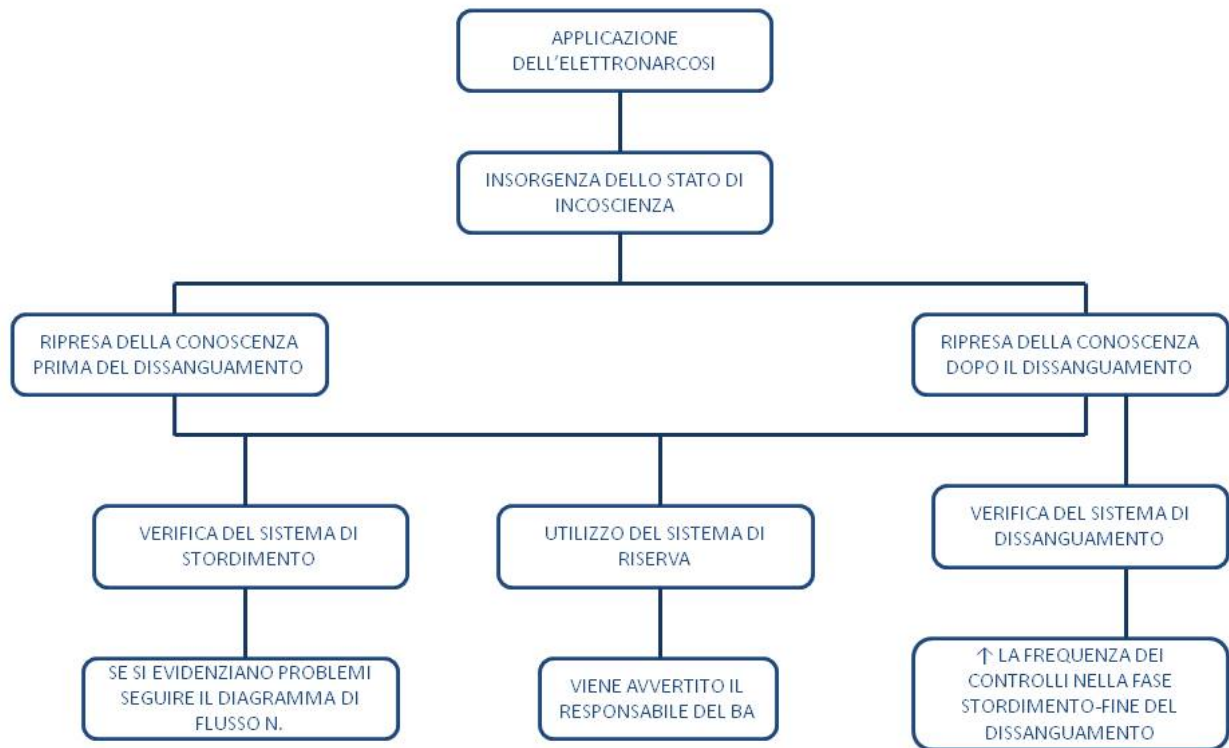 APPLICAZIONE
DELL'ELETTRONARCOSI
INSORGENZA DELLO STATO DI
INCOSCIENZA
RIPRESA DELLA CONOSCENZA
PRIMA DEL DISSANGUAMENTO
RIPRESA DELLA CONOSCENZA
DOPO IL DISSANGUAMENTO
VERIFICA DEL SISTEMA DI
STORDIMENTO
UTILIZZO DEL SISTEMA DI
RISERVA
VERIFICA DEL SISTEMA DI
DISSANGUAMENTO
SE SI EVIDENZIANO PROBLEMI
SEGUIRE IL DIAGRAMMA DI
FLUSSO N.
VIENE AVVERTITO IL
RESPONSABILE DEL BA
↑ LA FREQUENZA DEI
CONTROLLI NELLA FASE
STORDIMENTO-FINE DEL
DISSANGUAMENTO